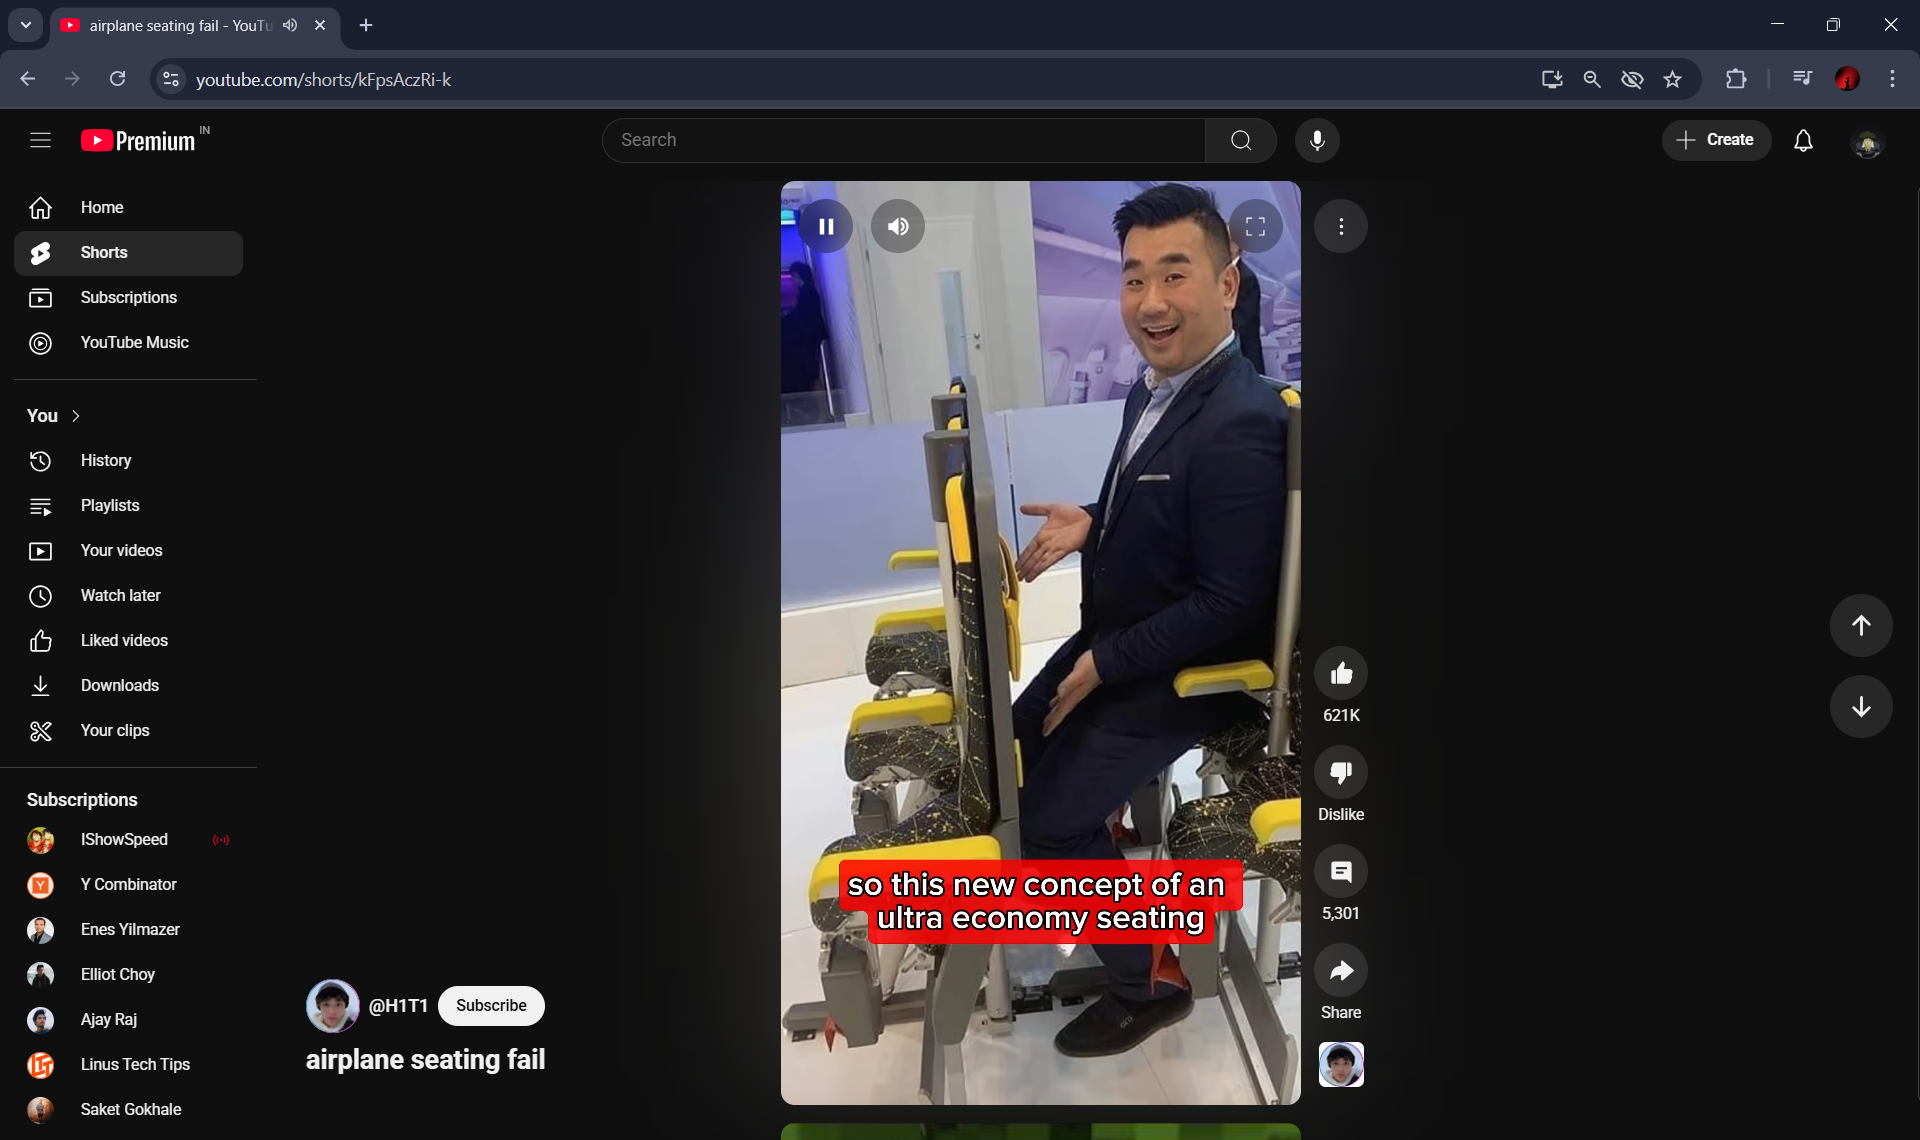 airplane seating fail - YouTu
youtube.com/shorts/kFpsAczRi-k
Premium IN
Search
Create
Home
Shorts
Subscriptions
YouTube Music
You
History
Playlists
Your videos
Watch later
Liked videos
Downloads
Your clips
Subscriptions
IShowSpeed
Y Combinator
Enes Yilmazer
Elliot Choy
Ajay Raj
Linus Tech Tips
Saket Gokhale
so this new concept of an
ultra economy seating
621K
Dislike
5,301
Share
@H1T1
Subscribe
airplane seating fail